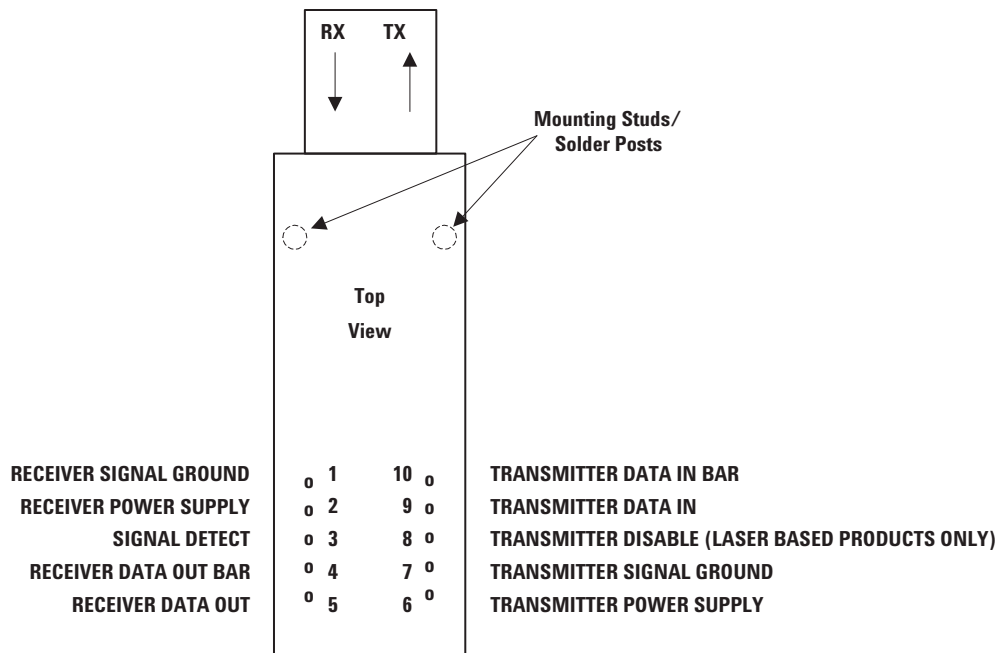 RX TX
Mounting Studs/
Solder Posts
Top
View
RECEIVER SIGNAL GROUND o 1 10 o TRANSMITTER DATA IN BAR
RECEIVER POWER SUPPLY o 2 9 o TRANSMITTER DATA IN
SIGNAL DETECT o 3 8 o TRANSMITTER DISABLE (LASER BASED PRODUCTS ONLY)
RECEIVER DATA OUT BAR o 4 7 o TRANSMITTER SIGNAL GROUND
RECEIVER DATA OUT o 5 6 o TRANSMITTER POWER SUPPLY